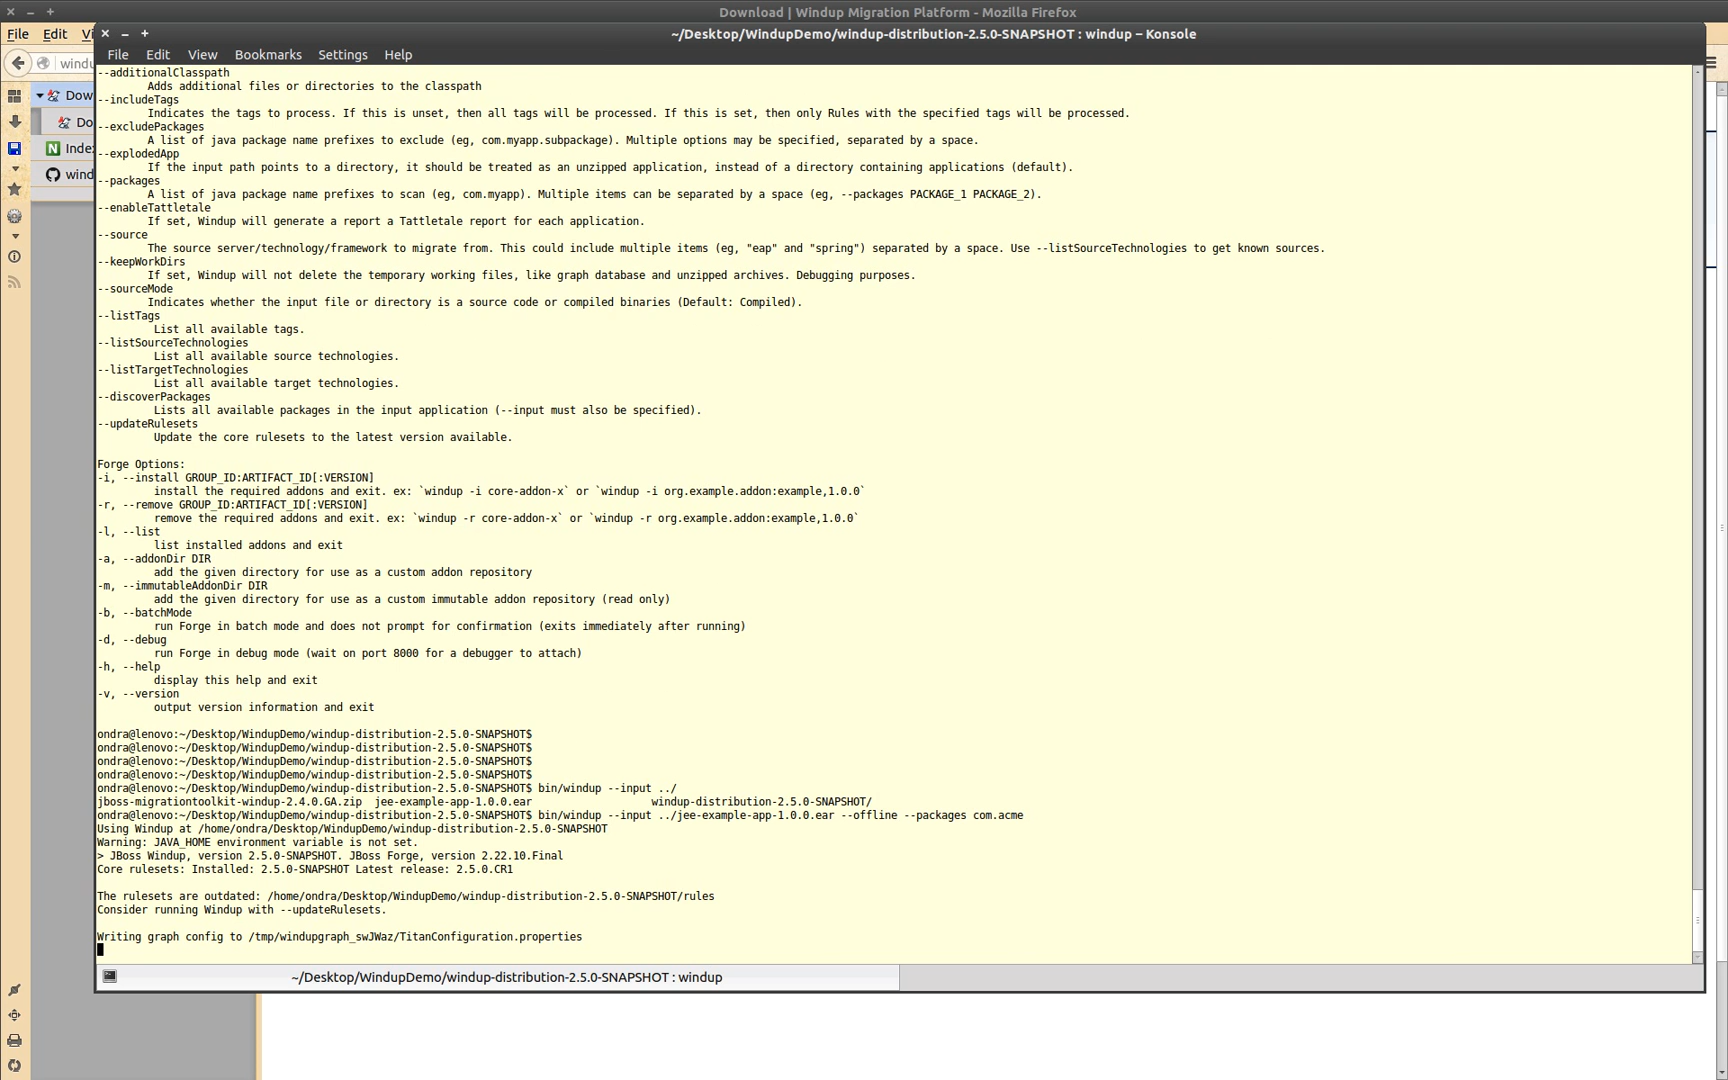 Download | Windup Migration Platform - Mozilla Firefox
File Edit
~/Desktop/WindupDemo/windup-distribution-2.5.0-SNAPSHOT : windup – Konsole
File Edit View Bookmarks Settings Help
--additionalClasspath
Adds additional files or directories to the classpath
--includeTags
Indicates the tags to process. If this is unset, then all tags will be processed. If this is set, then only Rules with the specified tags will be processed.
--excludePackages
A list of java package name prefixes to exclude (eg, com.myapp.subpackage). Multiple options may be specified, separated by a space.
--explodedApp
If the input path points to a directory, it should be treated as an unzipped application, instead of a directory containing applications (default).
--packages
A list of java package name prefixes to scan (eg, com.myapp). Multiple items can be separated by a space (eg, --packages PACKAGE_1 PACKAGE_2).
--enableTattletale
If set, Windup will generate a report a Tattletale report for each application.
--source
The source server/technology/framework to migrate from. This could include multiple items (eg, "eap" and "spring") separated by a space. Use --listSourceTechnologies to get known sources.
--keepWorkDirs
If set, Windup will not delete the temporary working files, like graph database and unzipped archives. Debugging purposes.
--sourceMode
Indicates whether the input file or directory is a source code or compiled binaries (Default: Compiled).
--listTags
List all available tags.
--listSourceTechnologies
List all available source technologies.
--listTargetTechnologies
List all available target technologies.
--discoverPackages
Lists all available packages in the input application (--input must also be specified).
--updateRulesets
Update the core rulesets to the latest version available.
Forge Options:
-i, --install GROUP_ID:ARTIFACT_ID[:VERSION]
install the required addons and exit. ex: `windup -i core-addon-x` or `windup -i org.example.addon:example,1.0.0`
-r, --remove GROUP_ID:ARTIFACT_ID[:VERSION]
remove the required addons and exit. ex: `windup -r core-addon-x` or `windup -r org.example.addon:example,1.0.0`
-l, --list
list installed addons and exit
-a, --addonDir DIR
add the given directory for use as a custom addon repository
-m, --immutableAddonDir DIR
add the given directory for use as a custom immutable addon repository (read only)
-b, --batchMode
run Forge in batch mode and does not prompt for confirmation (exits immediately after running)
-d, --debug
run Forge in debug mode (wait on port 8000 for a debugger to attach)
-h, --help
display this help and exit
-v, --version
output version information and exit
ondra@lenovo:~/Desktop/WindupDemo/windup-distribution-2.5.0-SNAPSHOT$
ondra@lenovo:~/Desktop/WindupDemo/windup-distribution-2.5.0-SNAPSHOT$
ondra@lenovo:~/Desktop/WindupDemo/windup-distribution-2.5.0-SNAPSHOT$
ondra@lenovo:~/Desktop/WindupDemo/windup-distribution-2.5.0-SNAPSHOT$
ondra@lenovo:~/Desktop/WindupDemo/windup-distribution-2.5.0-SNAPSHOT$ bin/windup --input ../
jboss-migrationtoolkit-windup-2.4.0.GA.zip jee-example-app-1.0.0.ear windup-distribution-2.5.0-SNAPSHOT/
ondra@lenovo:~/Desktop/WindupDemo/windup-distribution-2.5.0-SNAPSHOT$ bin/windup --input ../jee-example-app-1.0.0.ear --offline --packages com.acme
Using Windup at /home/ondra/Desktop/WindupDemo/windup-distribution-2.5.0-SNAPSHOT
Warning: JAVA_HOME environment variable is not set.
> JBoss Windup, version 2.5.0-SNAPSHOT. JBoss Forge, version 2.22.10.Final
Core rulesets: Installed: 2.5.0-SNAPSHOT Latest release: 2.5.0.CR1
The rulesets are outdated: /home/ondra/Desktop/WindupDemo/windup-distribution-2.5.0-SNAPSHOT/rules
Consider running Windup with --updateRulesets.
Writing graph config to /tmp/windupgraph_swJWaz/TitanConfiguration.properties
~/Desktop/WindupDemo/windup-distribution-2.5.0-SNAPSHOT : windup
windu
Dow
Do
Inde
wind